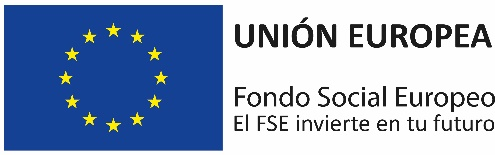 UNIÓN EUROPEA
Fondo Social Europeo
El FSE invierte en tu futuro